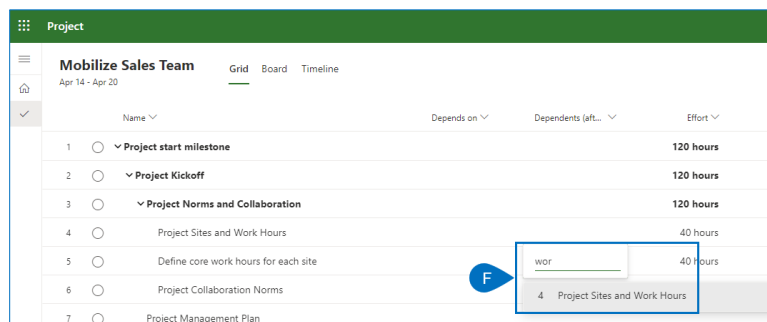 Project
Mobilize Sales Team
Grid Board Timeline
Apr 14 - Apr 20
Name Depends on Dependents (aft... Effort
1 Project start milestone 120 hours
2 Project Kickoff 120 hours
3 Project Norms and Collaboration 120 hours
4 Project Sites and Work Hours 40 hours
5 Define core work hours for each site wor 40 hours
F
6 Project Collaboration Norms 4 Project Sites and Work Hours
7 Project Management Plan